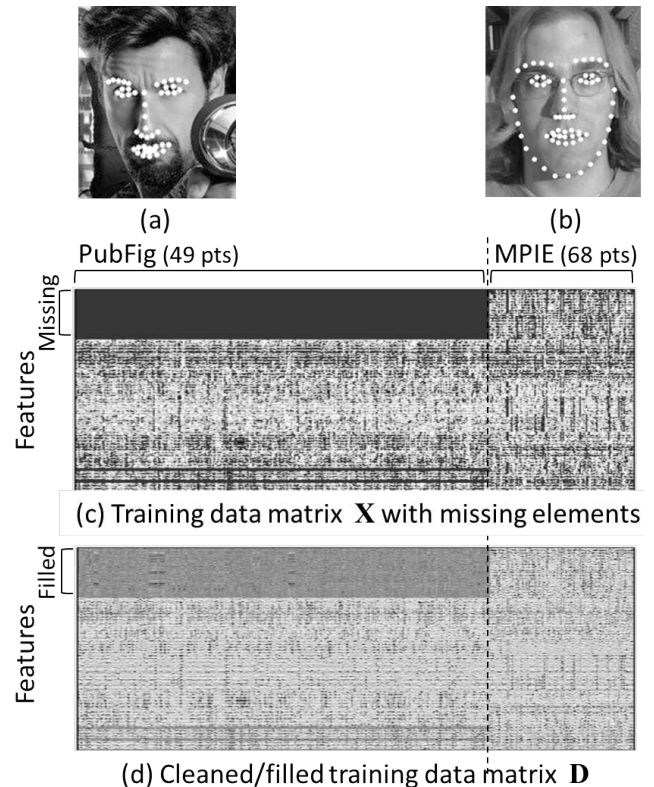 (a)
(b)
PubFig (49 pts)
MPIE (68 pts)
Missing
Features
(c) Training data matrix X with missing elements
Filled
Features
(d) Cleaned/filled training data matrix D